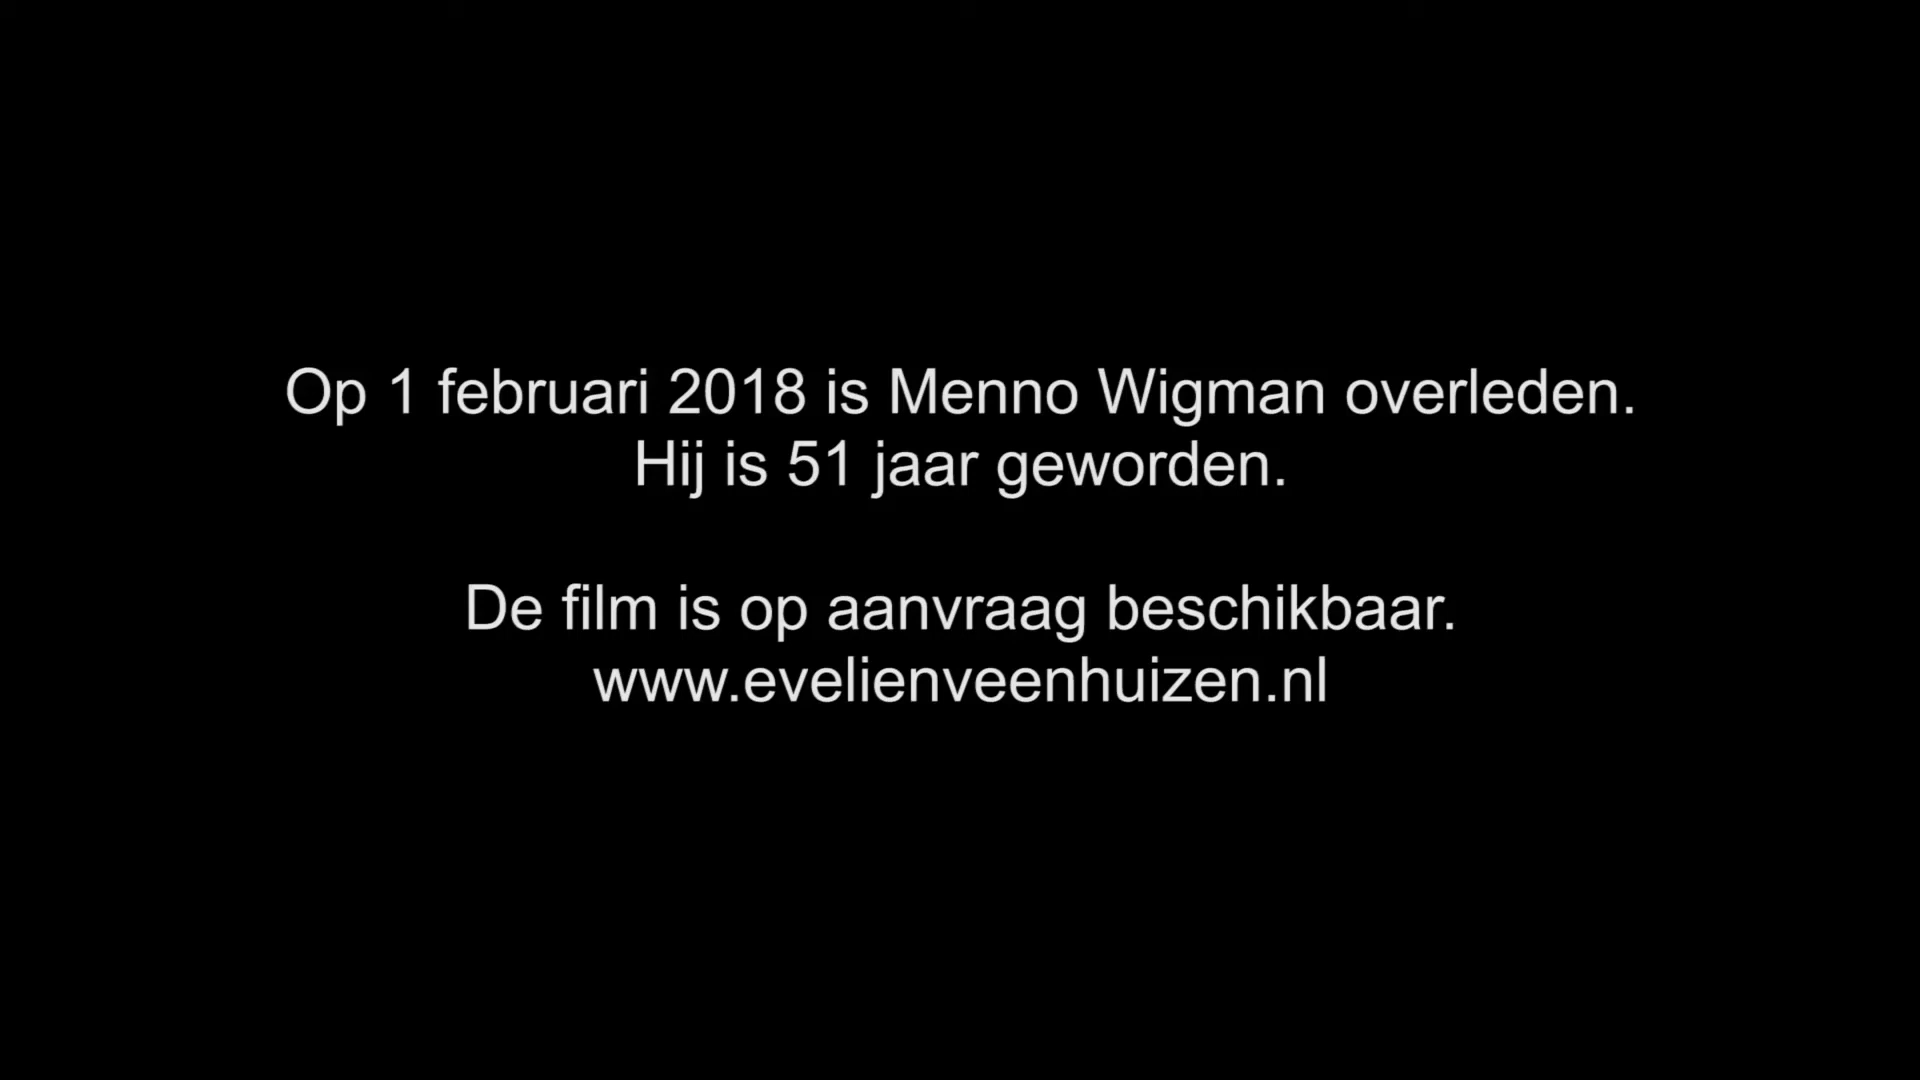 Op 1 februari 2018 is Menno Wigman overleden.
Hij is 51 jaar geworden.
De film is op aanvraag beschikbaar.
www.evelienveenhuizen.nl